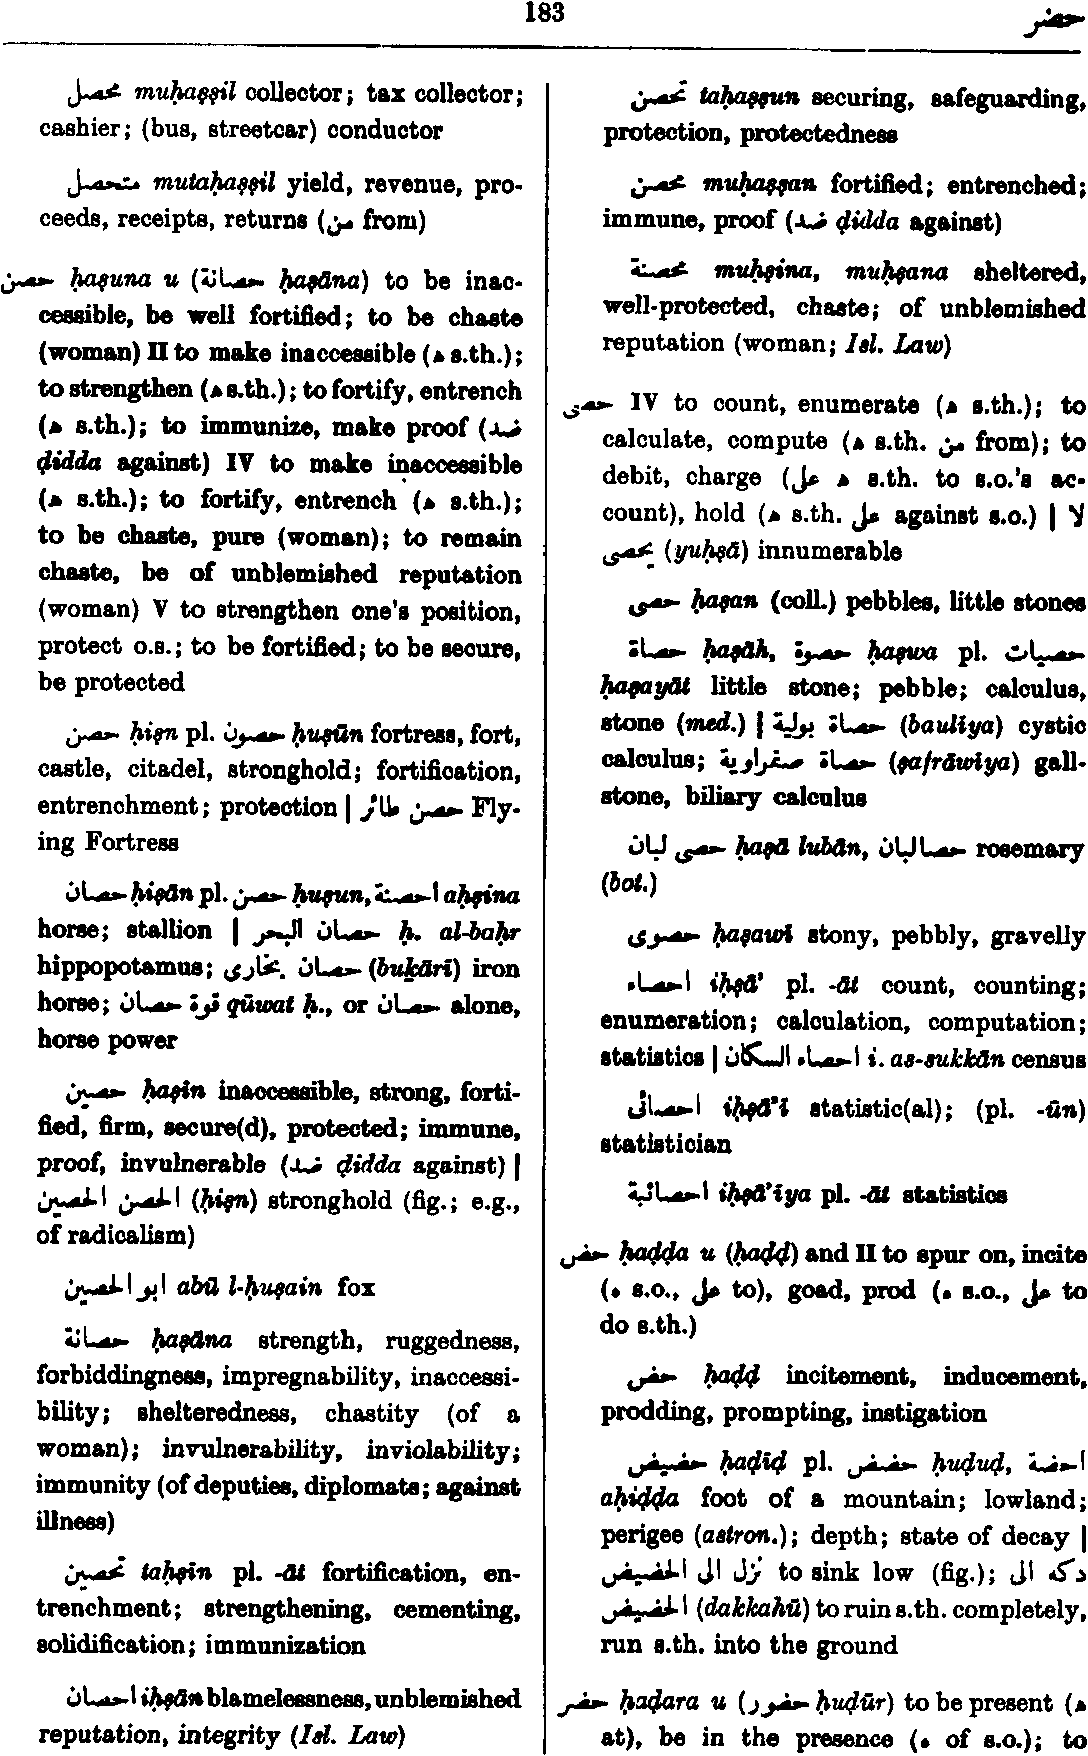 183
حضر
محصل muḥaṣṣil collector; tax collector;
cashier; (bus, streetcar) conductor
متحصل mutaḥaṣṣil yield, revenue, pro-
ceeds, receipts, returns (من from)
حصن ḥaṣuna u (حصانة ḥaṣāna) to be inac-
cessible, be well fortified; to be chaste
(woman) II to make inaccessible (ه s.th.);
to strengthen (ه s.th.); to fortify, entrench
(ه s.th.); to immunize, make proof (ضد
ḍidda against) IV to make inaccessible
(ه s.th.); to fortify, entrench (ه s.th.);
to be chaste, pure (woman); to remain
chaste, be of unblemished reputation
(woman) V to strengthen one's position,
protect o.s.; to be fortified; to be secure,
be protected
حصن ḥiṣn pl. حصون ḥuṣūn fortress, fort,
castle, citadel, stronghold; fortification,
entrenchment; protection | حصن طائر Fly-
ing Fortress
حصان ḥiṣān pl. حصن ḥuṣun, احصنة aḥṣina
horse; stallion | حصان البحر ḥ. al-baḥr
hippopotamus; حصان بخارى (buḵārī) iron
horse; قوة حصان qūwat ḥ., or حصان alone,
horse power
حصين ḥaṣīn inaccessible, strong, forti-
fied, firm, secure(d), protected; immune,
proof, invulnerable (ضد ḍidda against) |
الحصن الحصين (ḥiṣn) stronghold (fig.; e.g.,
of radicalism)
ابو الحصين abū l-ḥuṣain fox
حصانة ḥaṣāna strength, ruggedness,
forbiddingness, impregnability, inaccessi-
bility; shelteredness, chastity (of a
woman); invulnerability, inviolability;
immunity (of deputies, diplomats; against
illness)
تحصين taḥṣīn pl. -āt fortification, en-
trenchment; strengthening, cementing,
solidification; immunization
احصان iḥṣān blamelessness, unblemished
reputation, integrity (Isl. Law)
تحصن taḥaṣṣun securing, safeguarding,
protection, protectedness
محصن muḥaṣṣan fortified; entrenched;
immune, proof (ضد ḍidda against)
محصنة muḥṣina, muḥṣana sheltered,
well-protected, chaste; of unblemished
reputation (woman; Isl. Law)
حصى IV to count, enumerate (ه s.th.); to
calculate, compute (ه s.th. من from); to
debit, charge (ه على s.th. to s.o.'s ac-
count), hold (ه s.th. على against s.o.) | لا
يحصى (yuḥṣā) innumerable
حصى ḥaṣan (coll.) pebbles, little stones
حصاة ḥaṣāh, حصوة ḥaṣwa pl. حصيات
ḥaṣayāt little stone; pebble; calculus,
stone (med.) | حصاة بولية (baulīya) cystic
calculus; حصاة صفراوية (ṣafrāwīya) gall-
stone, biliary calculus
حصى لبان ḥaṣā lubān, حصالبان rosemary
(bot.)
حصوى ḥaṣawī stony, pebbly, gravelly
احصاء iḥṣā' pl. -āt count, counting;
enumeration; calculation, computation;
statistics | احصاء السكان i. as-sukkān census
احصائى iḥṣā'ī statistic(al); (pl. -ūn)
statistician
احصائية iḥṣā'īya pl. -āt statistics
حض ḥaḍḍa u (ḥaḍḍ) and II to spur on, incite
(ه s.o., على to), goad, prod (ه s.o., على to
do s.th.)
حض ḥaḍḍ incitement, inducement,
prodding, prompting, instigation
حضيض ḥaḍīḍ pl. حضض ḥuḍuḍ, احضة
aḥiḍḍa foot of a mountain; lowland;
perigee (astron.); depth; state of decay |
نزل الى الحضيض to sink low (fig.); دكه الى
الحضيض (dakkahū) to ruin s.th. completely,
run s.th. into the ground
حضر ḥaḍara u (حضور ḥuḍūr) to be present (ه
at), be in the presence (ه of s.o.); to